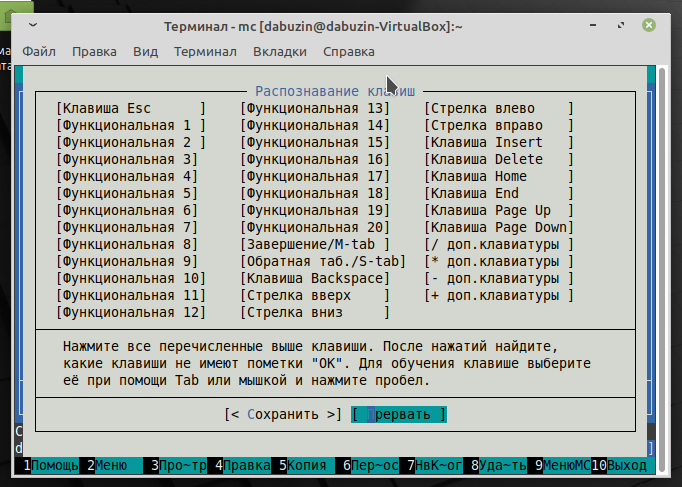 Терминал - mc [dabuzin@dabuzin-VirtualBox]:~
Файл Правка Вид Терминал Вкладки Справка
Распознавание клавиш
[Клавиша Esc ] [Функциональная 13] [Стрелка влево ]
[Функциональная 1 ] [Функциональная 14] [Стрелка вправо ]
[Функциональная 2 ] [Функциональная 15] [Клавиша Insert ]
[Функциональная 3] [Функциональная 16] [Клавиша Delete ]
[Функциональная 4] [Функциональная 17] [Клавиша Home ]
[Функциональная 5] [Функциональная 18] [Клавиша End ]
[Функциональная 6] [Функциональная 19] [Клавиша Page Up ]
[Функциональная 7] [Функциональная 20] [Клавиша Page Down]
[Функциональная 8] [Завершение/M-tab ] [/ доп.клавиатуры ]
[Функциональная 9] [Обратная таб./S-tab] [* доп.клавиатуры ]
[Функциональная 10] [Клавиша Backspace] [- доп.клавиатуры ]
[Функциональная 11] [Стрелка вверх ] [+ доп.клавиатуры ]
[Функциональная 12] [Стрелка вниз ]
Нажмите все перечисленные выше клавиши. После нажатий найдите,
какие клавиши не имеют пометки "OK". Для обучения клавише выберите
её при помощи Tab или мышкой и нажмите пробел.
[< Сохранить >] [ Прервать ]
1Помощь 2Меню 3Про~тр 4Правка 5Копия 6Пер~ос 7НвК~ог 8Уда~ть 9МенюMC 10Выход